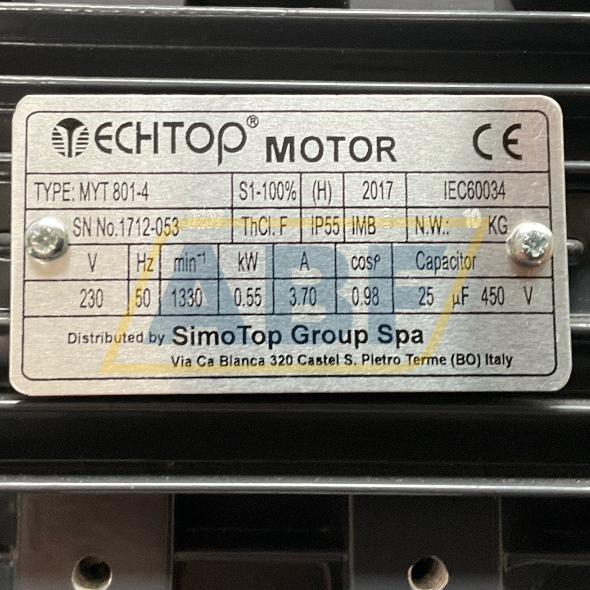 TECHTOP® MOTOR CE
TYPE: MYT 801-4 S1-100% (H) 2017 IEC60034
SN No.1712-053 ThCl. F IP55 IMB N.W.: KG
V Hz min⁻¹ kW A cosφ Capacitor
230 50 1330 0.55 3.70 0.98 25 µF 450 V
Distributed by SimoTop Group Spa
Via Ca Bianca 320 Castel S. Pietro Terme (BO) Italy
ABF